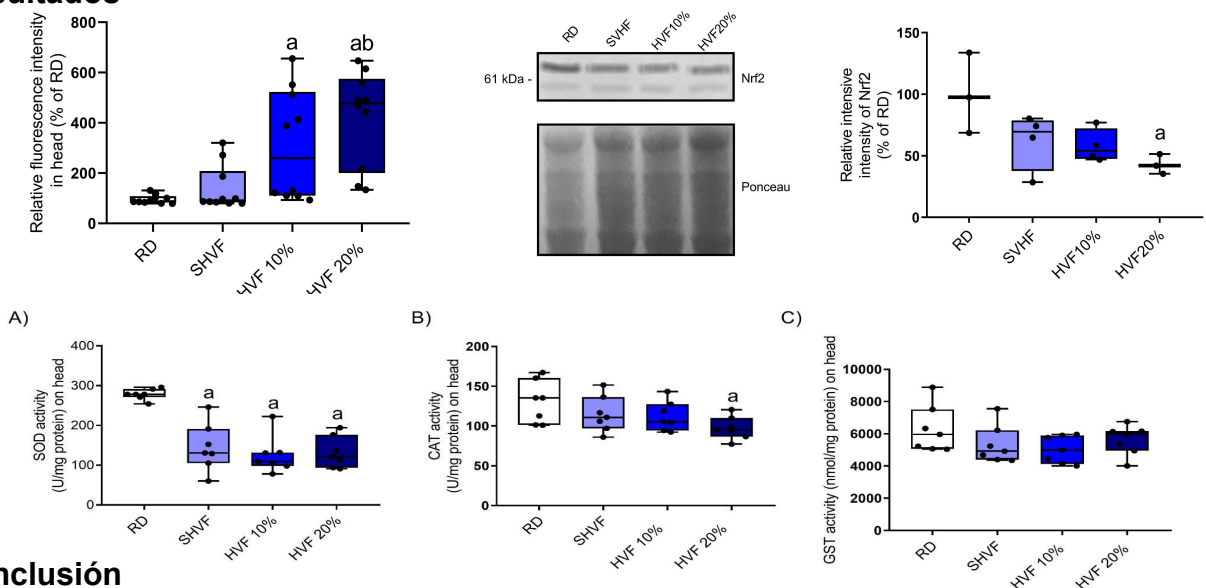 800
600
400
200
0
Relative fluorescence intensity
in head (% of RD)
a
ab
RD
SHVF
HVF 10%
HVF 20%
RD
SVHF
HVF10%
HVF20%
61 kDa -
Nrf2
Ponceau
150
100
50
0
Relative intensive
intensity of Nrf2
(% of RD)
a
RD
SVHF
HVF10%
HVF20%
A)
400
300
200
100
0
SOD activity
(U/mg protein) on head
a
a
a
RD
SHVF
HVF 10%
HVF 20%
B)
200
150
100
50
0
CAT activity
(U/mg protein) on head
a
RD
SHVF
HVF 10%
HVF 20%
C)
10000
8000
6000
4000
2000
0
GST activity (nmol/mg protein) on head
RD
SHVF
HVF 10%
HVF 20%
nclusión